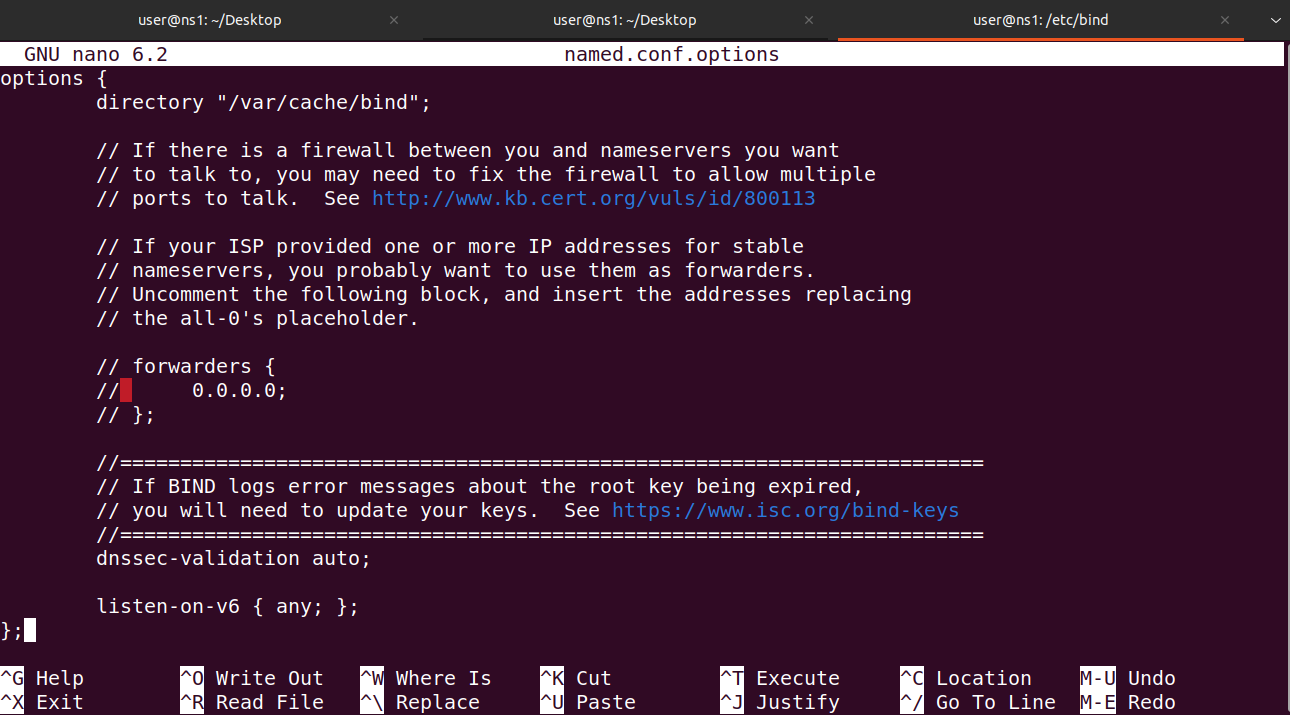 user@ns1: ~/Desktop × user@ns1: ~/Bind × user@ns1: /etc/bind ×
GNU nano 6.2 named.conf.options
options {
        directory "/var/cache/bind";

        // If there is a firewall between you and nameservers you want
        // to talk to, you may need to fix the firewall to allow multiple
        // ports to talk.  See http://www.kb.cert.org/vuls/id/800113

        // If your ISP provided one or more IP addresses for stable
        // nameservers, you probably want to use them as forwarders.
        // Uncomment the following block, and insert the addresses replacing
        // the all-0's placeholder.

        // forwarders {
        //      0.0.0.0;
        // };

        //========================================================================
        // If BIND logs error messages about the root key being expired,
        // you will need to update your keys.  See https://www.isc.org/bind-keys
        //========================================================================
        dnssec-validation auto;

        listen-on-v6 { any; };
};
^G Help ^O Write Out ^W Where Is ^K Cut ^T Execute ^C Location M-U Undo
^X Exit ^R Read File ^\ Replace ^U Paste ^J Justify ^/ Go To Line M-E Redo